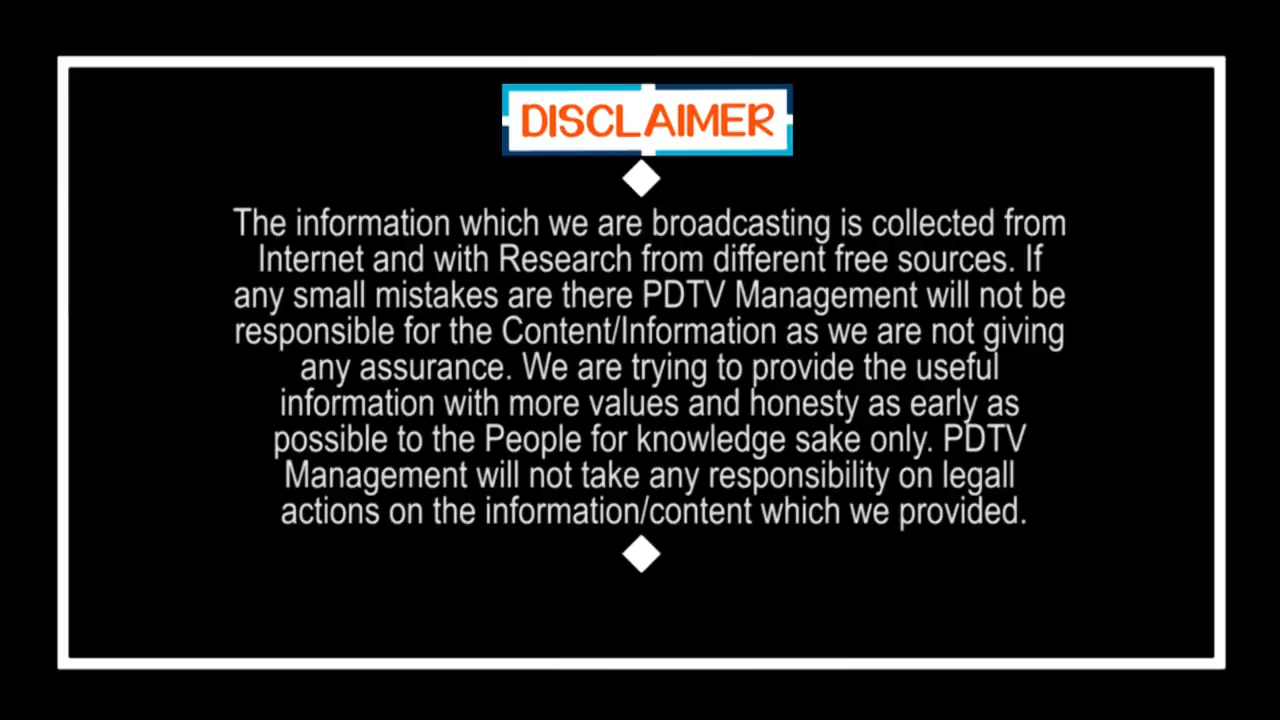 DISCLAIMER
The information which we are broadcasting is collected from
Internet and with Research from different free sources. If
any small mistakes are there PDTV Management will not be
responsible for the Content/Information as we are not giving
any assurance. We are trying to provide the useful
information with more values and honesty as early as
possible to the People for knowledge sake only. PDTV
Management will not take any responsibility on legall
actions on the information/content which we provided.